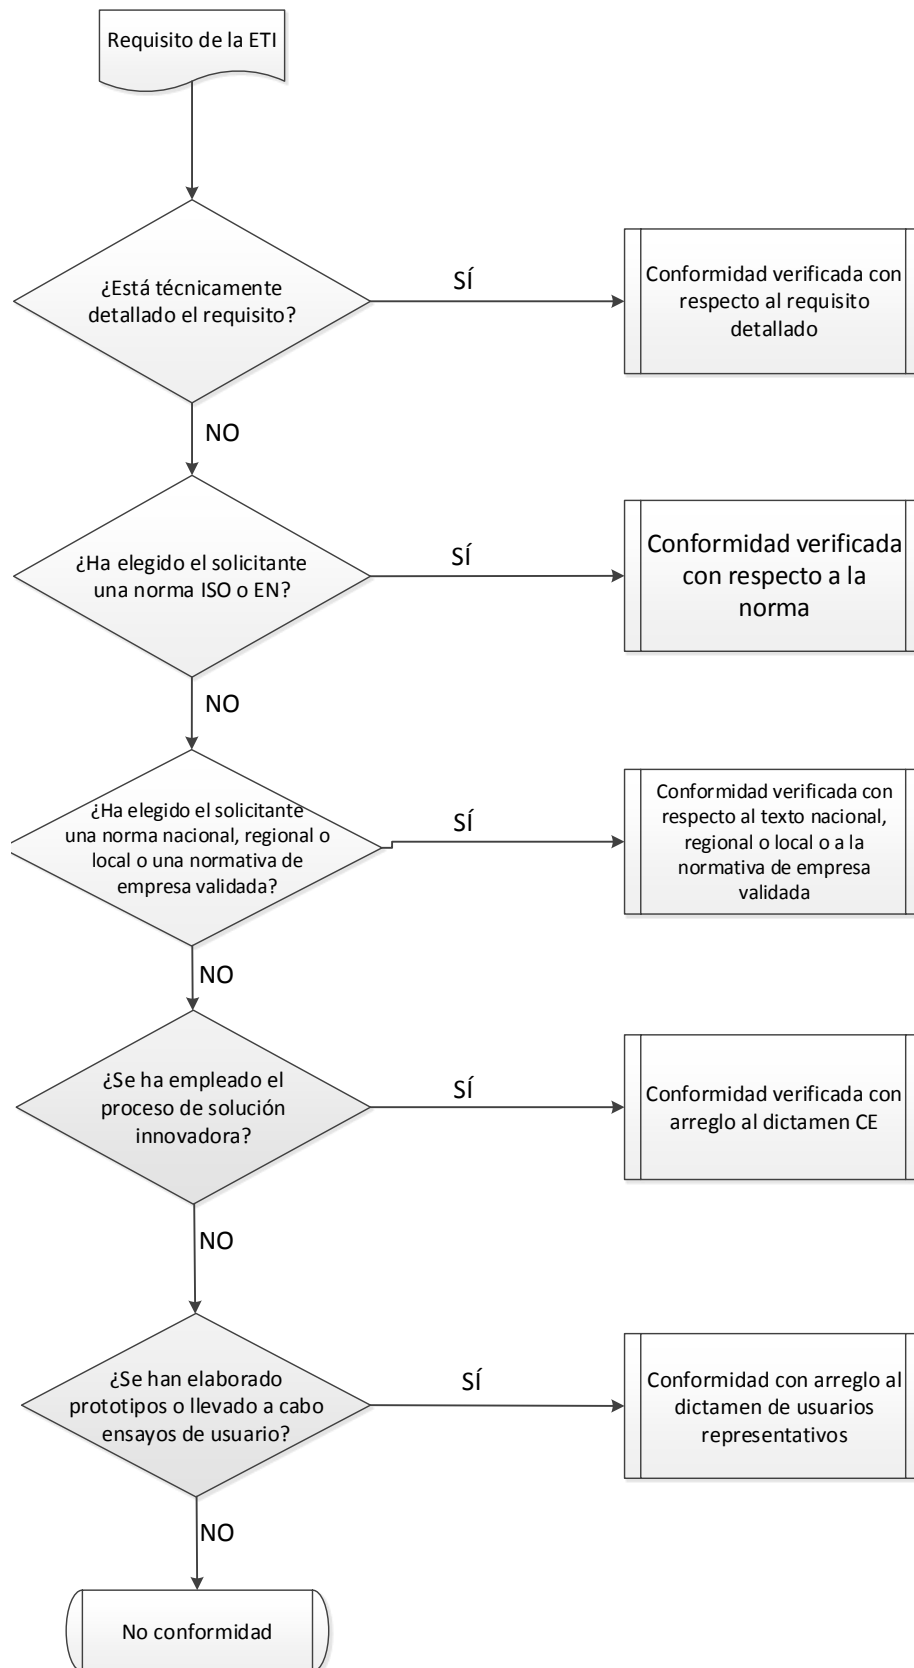 Requisito de la ETI
¿Está técnicamente
detallado el requisito?
SÍ
Conformidad verificada con
respecto al requisito
detallado
NO
¿Ha elegido el solicitante
una norma ISO o EN?
SÍ
Conformidad verificada
con respecto a la
norma
NO
¿Ha elegido el solicitante
una norma nacional, regional o
local o una normativa de
empresa validada?
SÍ
Conformidad verificada con
respecto al texto nacional,
regional o local o a la
normativa de empresa
validada
NO
¿Se ha empleado el
proceso de solución
innovadora?
SÍ
Conformidad verificada con
arreglo al dictamen CE
NO
¿Se han elaborado
prototipos o llevado a cabo
ensayos de usuario?
SÍ
Conformidad con arreglo al
dictamen de usuarios
representativos
NO
No conformidad